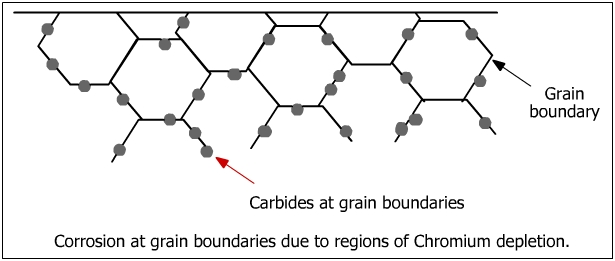 Grain
boundary
Carbides at grain boundaries
Corrosion at grain boundaries due to regions of Chromium depletion.